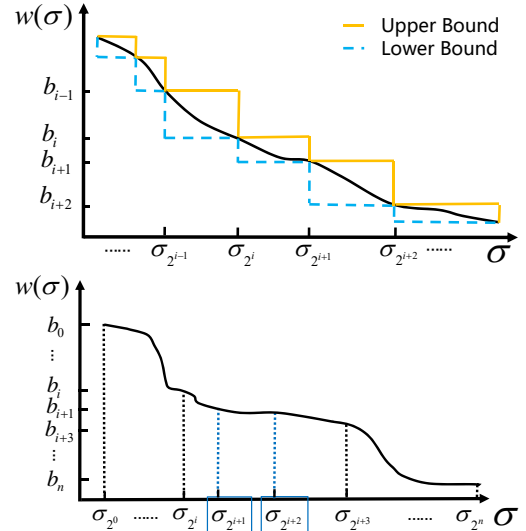 w(σ)
Upper Bound
Lower Bound
b_{i−1}
b_i
b_{i+1}
b_{i+2}
...... σ_{2^{i−1}} σ_{2^i} σ_{2^{i+1}} σ_{2^{i+2}} ...... σ
w(σ)
b_0
...
b_i
b_{i+1}
b_{i+3}
...
b_n
σ_{2^0} ...... σ_{2^i} σ_{2^{i+1}} σ_{2^{i+2}} σ_{2^{i+3}} ...... σ_{2^n} σ